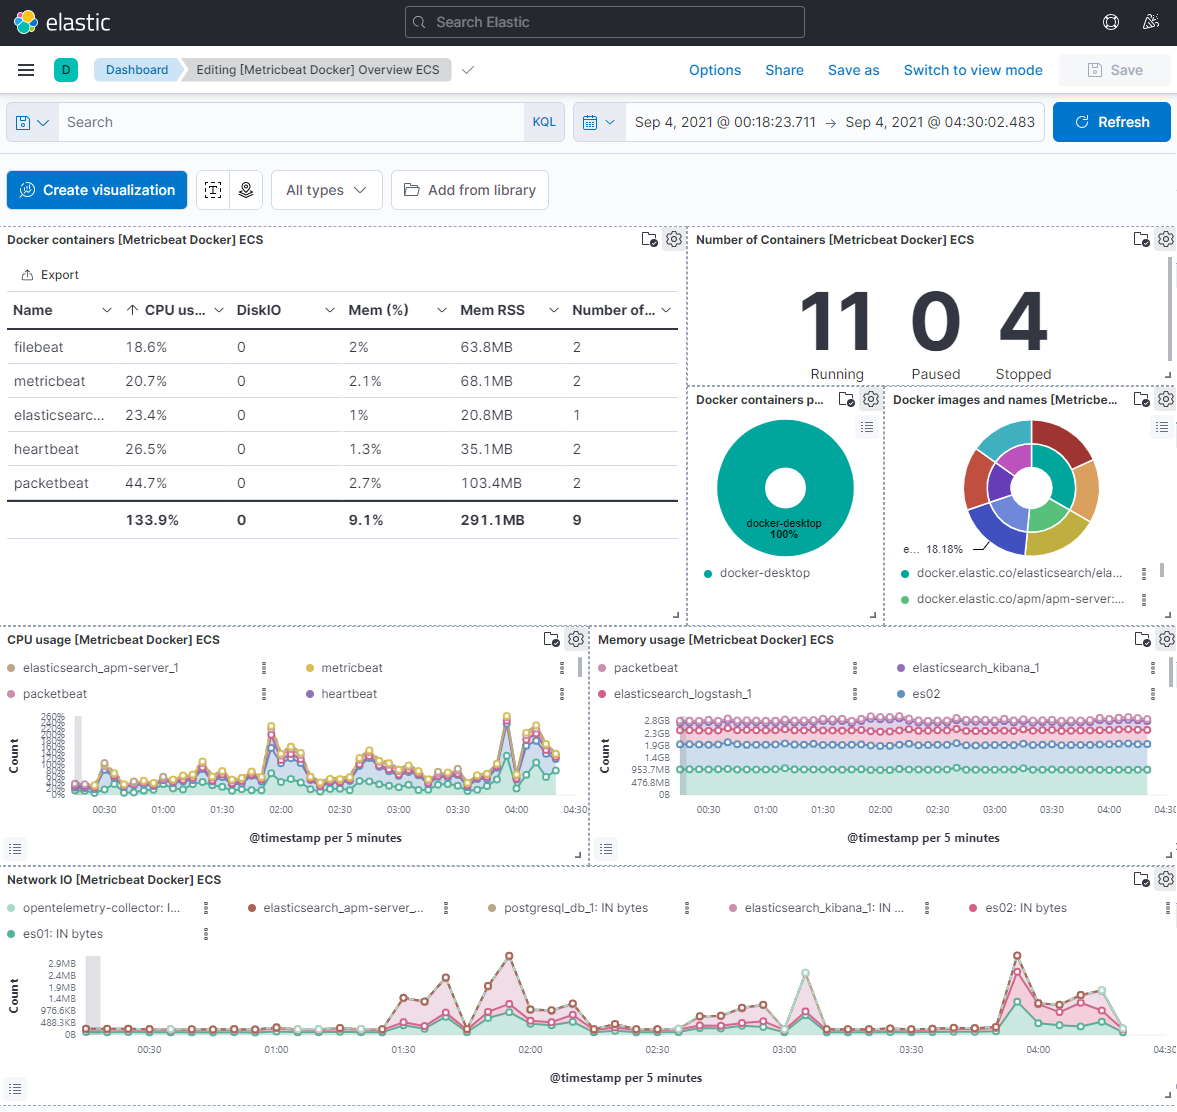 elastic
Search Elastic
D
Dashboard
Editing [Metricbeat Docker] Overview ECS
Options
Share
Save as
Switch to view mode
Save
Search
KQL
Sep 4, 2021 @ 00:18:23.711 → Sep 4, 2021 @ 04:30:02.483
Refresh
Create visualization
All types
Add from library
Docker containers [Metricbeat Docker] ECS
Export
Name ↑ CPU us... DiskIO Mem (%) Mem RSS Number of...
filebeat 18.6% 0 2% 63.8MB 2
metricbeat 20.7% 0 2.1% 68.1MB 2
elasticsearc... 23.4% 0 1% 20.8MB 1
heartbeat 26.5% 0 1.3% 35.1MB 2
packetbeat 44.7% 0 2.7% 103.4MB 2
133.9% 0 9.1% 291.1MB 9
Number of Containers [Metricbeat Docker] ECS
11 0 4
Running Paused Stopped
Docker containers p...
docker-desktop
100%
docker-desktop
Docker images and names [Metricbe...
e... 18.18%
docker.elastic.co/elasticsearch/ela...
docker.elastic.co/apm/apm-server:...
CPU usage [Metricbeat Docker] ECS
elasticsearch_apm-server_1 metricbeat
packetbeat heartbeat
Count
260%
240%
220%
200%
180%
160%
140%
120%
100%
80%
60%
40%
20%
0%
00:30 01:00 01:30 02:00 02:30 03:00 03:30 04:00 04:30
@timestamp per 5 minutes
Memory usage [Metricbeat Docker] ECS
packetbeat elasticsearch_kibana_1
elasticsearch_logstash_1 es02
Count
2.8GB
2.3GB
1.9GB
1.4GB
953.7MB
476.8MB
0B
00:30 01:00 01:30 02:00 02:30 03:00 03:30 04:00 04:30
@timestamp per 5 minutes
Network IO [Metricbeat Docker] ECS
opentelemetry-collector: I... elasticsearch_apm-server_... postgresql_db_1: IN bytes elasticsearch_kibana_1: IN ... es02: IN bytes
es01: IN bytes
Count
2.9MB
2.4MB
1.9MB
1.4MB
976.6KB
488.3KB
0B
00:30 01:00 01:30 02:00 02:30 03:00 03:30 04:00 04:30
@timestamp per 5 minutes